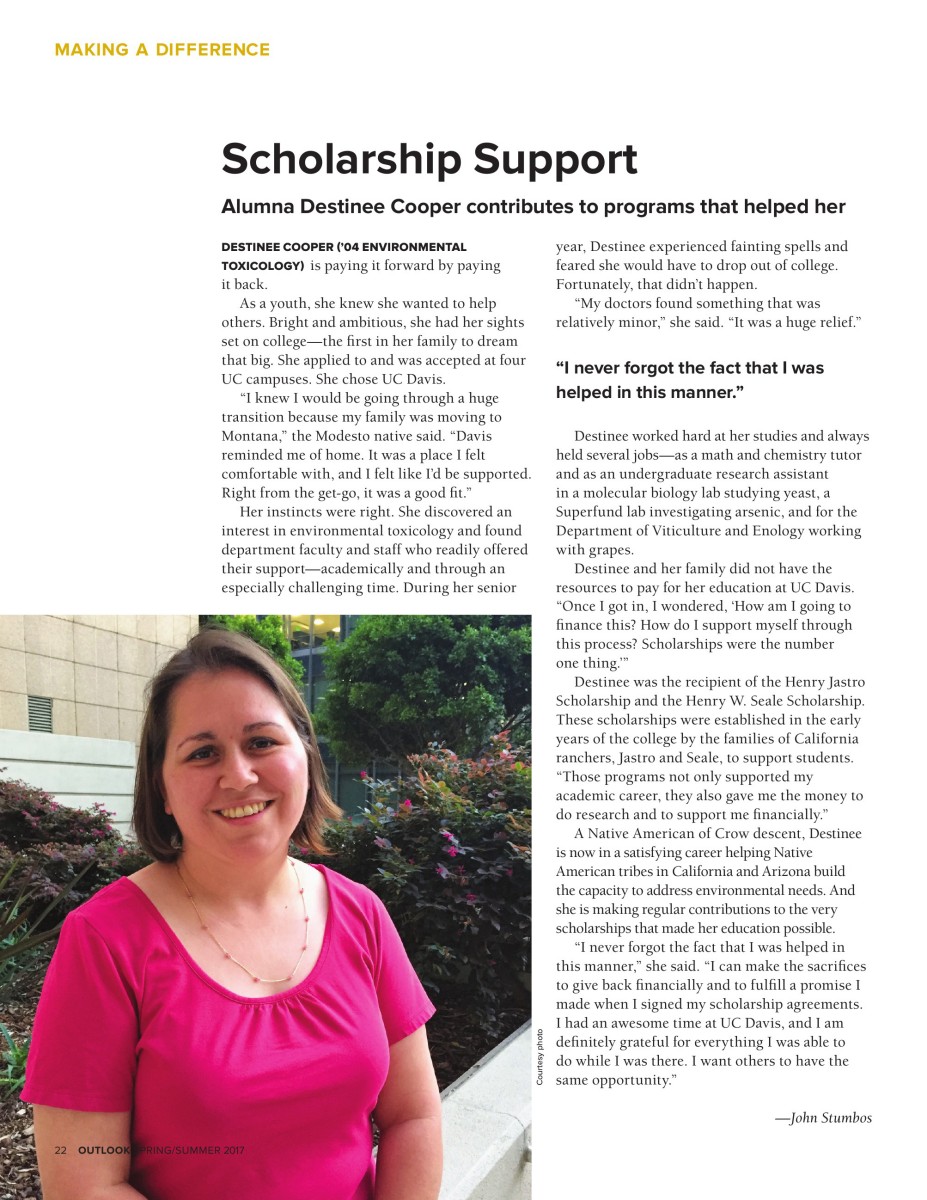 MAKING A DIFFERENCE
Scholarship Support
Alumna Destinee Cooper contributes to programs that helped her
DESTINEE COOPER (’04 ENVIRONMENTAL
TOXICOLOGY) is paying it forward by paying
it back.
As a youth, she knew she wanted to help
others. Bright and ambitious, she had her sights
set on college—the first in her family to dream
that big. She applied to and was accepted at four
UC campuses. She chose UC Davis.
“I knew I would be going through a huge
transition because my family was moving to
Montana,” the Modesto native said. “Davis
reminded me of home. It was a place I felt
comfortable with, and I felt like I’d be supported.
Right from the get-go, it was a good fit.”
Her instincts were right. She discovered an
interest in environmental toxicology and found
department faculty and staff who readily offered
their support—academically and through an
especially challenging time. During her senior
year, Destinee experienced fainting spells and
feared she would have to drop out of college.
Fortunately, that didn’t happen.
“My doctors found something that was
relatively minor,” she said. “It was a huge relief.”
“I never forgot the fact that I was
helped in this manner.”
Destinee worked hard at her studies and always
held several jobs—as a math and chemistry tutor
and as an undergraduate research assistant
in a molecular biology lab studying yeast, a
Superfund lab investigating arsenic, and for the
Department of Viticulture and Enology working
with grapes.
Destinee and her family did not have the
resources to pay for her education at UC Davis.
“Once I got in, I wondered, ‘How am I going to
finance this? How do I support myself through
this process? Scholarships were the number
one thing.’”
Destinee was the recipient of the Henry Jastro
Scholarship and the Henry W. Seale Scholarship.
These scholarships were established in the early
years of the college by the families of California
ranchers, Jastro and Seale, to support students.
“Those programs not only supported my
academic career, they also gave me the money to
do research and to support me financially.”
A Native American of Crow descent, Destinee
is now in a satisfying career helping Native
American tribes in California and Arizona build
the capacity to address environmental needs. And
she is making regular contributions to the very
scholarships that made her education possible.
“I never forgot the fact that I was helped in
this manner,” she said. “I can make the sacrifices
to give back financially and to fulfill a promise I
made when I signed my scholarship agreements.
I had an awesome time at UC Davis, and I am
definitely grateful for everything I was able to
do while I was there. I want others to have the
same opportunity.”
—John Stumbos
Courtesy photo
22 OUTLOOK SPRING/SUMMER 2017